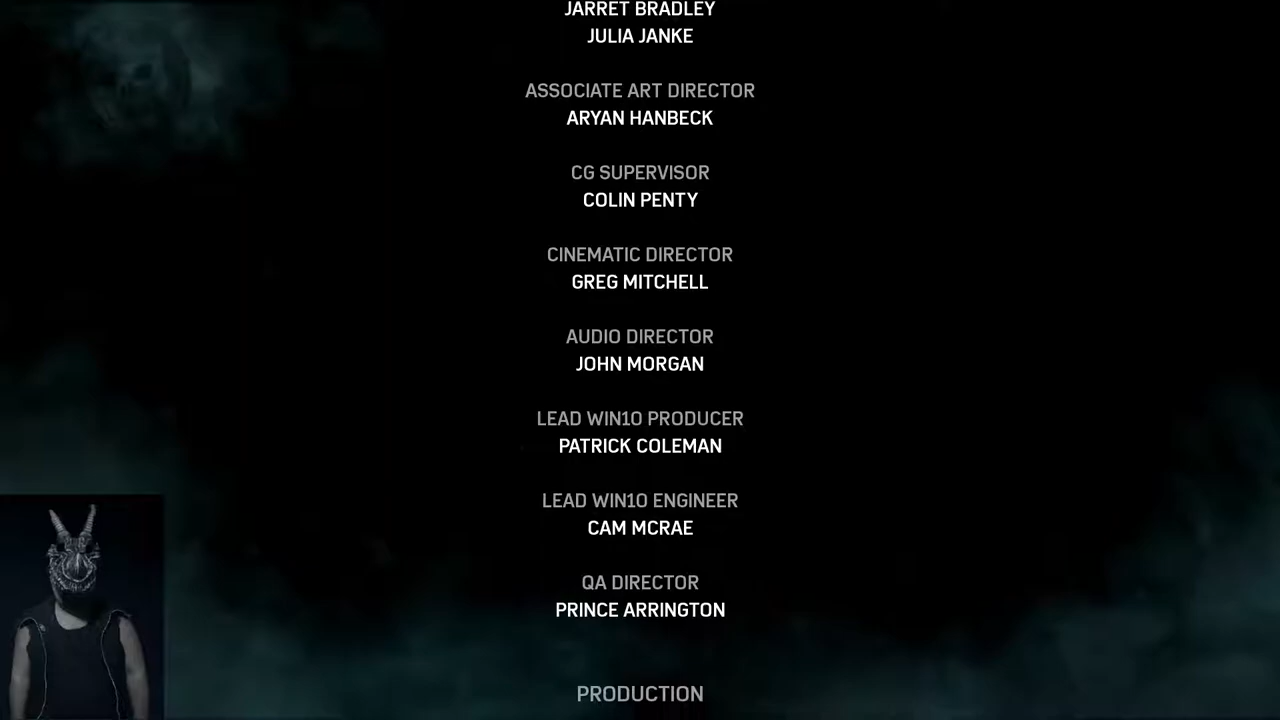 JARRET BRADLEY
JULIA JANKE
ASSOCIATE ART DIRECTOR
ARYAN HANBECK
CG SUPERVISOR
COLIN PENTY
CINEMATIC DIRECTOR
GREG MITCHELL
AUDIO DIRECTOR
JOHN MORGAN
LEAD WIN10 PRODUCER
PATRICK COLEMAN
LEAD WIN10 ENGINEER
CAM MCRAE
QA DIRECTOR
PRINCE ARRINGTON
PRODUCTION